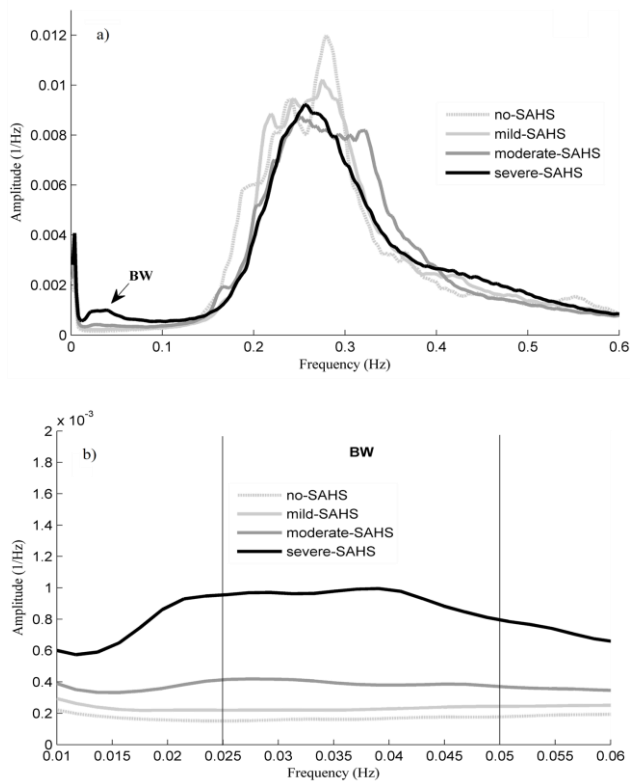 a)
0.012
0.01
0.008
0.006
0.004
0.002
0
Amplitude (1/Hz)
no-SAHS
mild-SAHS
moderate-SAHS
severe-SAHS
BW
0 0.1 0.2 0.3 0.4 0.5 0.6
Frequency (Hz)
x 10⁻³
b)
BW
2
1.8
1.6
1.4
1.2
1
0.8
0.6
0.4
0.2
0
Amplitude (1/Hz)
no-SAHS
mild-SAHS
moderate-SAHS
severe-SAHS
0.01 0.015 0.02 0.025 0.03 0.035 0.04 0.045 0.05 0.055 0.06
Frequency (Hz)